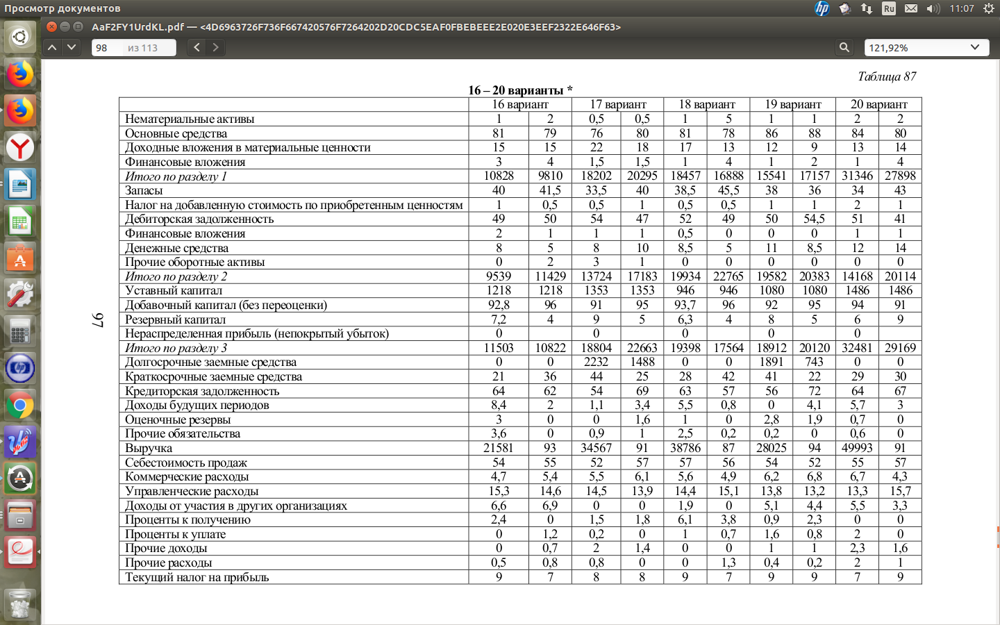 Просмотр документов
Ru
11:07
AaF2FY1UrdKL.pdf — <4D6963726F736F667420576F7264202D20CDC5EAF0FBEBEEE2E020E3EEF2322E646F63>
98 из 113
121,92%
Таблица 87
16 – 20 варианты *
16 вариант 17 вариант 18 вариант 19 вариант 20 вариант
Нематериальные активы 1 2 0,5 0,5 1 5 1 1 2 2
Основные средства 81 79 76 80 81 78 86 88 84 80
Доходные вложения в материальные ценности 15 15 22 18 17 13 12 9 13 14
Финансовые вложения 3 4 1,5 1,5 1 4 1 2 1 4
Итого по разделу 1 10828 9810 18202 20295 18457 16888 15541 17157 31346 27898
Запасы 40 41,5 33,5 40 38,5 45,5 38 36 34 43
Налог на добавленную стоимость по приобретенным ценностям 1 0,5 0,5 1 0,5 0,5 1 1 2 1
Дебиторская задолженность 49 50 54 47 52 49 50 54,5 51 41
Финансовые вложения 2 1 1 1 0,5 0 0 0 1 1
Денежные средства 8 5 8 10 8,5 5 11 8,5 12 14
Прочие оборотные активы 0 2 3 1 0 0 0 0 0 0
Итого по разделу 2 9539 11429 13724 17183 19934 22765 19582 20383 14168 20114
Уставный капитал 1218 1218 1353 1353 946 946 1080 1080 1486 1486
Добавочный капитал (без переоценки) 92,8 96 91 95 93,7 96 92 95 94 91
Резервный капитал 7,2 4 9 5 6,3 4 8 5 6 9
Нераспределенная прибыль (непокрытый убыток) 0 0 0 0 0
Итого по разделу 3 11503 10822 18804 22663 19398 17564 18912 20120 32481 29169
Долгосрочные заемные средства 0 0 2232 1488 0 0 1891 743 0 0
Краткосрочные заемные средства 21 36 44 25 28 42 41 22 29 30
Кредиторская задолженность 64 62 54 69 63 57 56 72 64 67
Доходы будущих периодов 8,4 2 1,1 3,4 5,5 0,8 0 4,1 5,7 3
Оценочные резервы 3 0 0 1,6 1 0 2,8 1,9 0,7 0
Прочие обязательства 3,6 0 0,9 1 2,5 0,2 0,2 0 0,6 0
Выручка 21581 93 34567 91 38786 87 28025 94 49993 91
Себестоимость продаж 54 55 52 57 57 56 54 52 55 57
Коммерческие расходы 4,7 5,4 5,5 6,1 5,6 4,9 6,2 6,8 6,7 4,3
Управленческие расходы 15,3 14,6 14,5 13,9 14,4 15,1 13,8 13,2 13,3 15,7
Доходы от участия в других организациях 6,6 6,9 0 0 1,9 0 5,1 4,4 5,5 3,3
Проценты к получению 2,4 0 1,5 1,8 6,1 3,8 0,9 2,3 0 0
Проценты к уплате 0 1,2 0,2 0 1 0,7 1,6 0,8 2 0
Прочие доходы 0 0,7 2 1,4 0 0 1 1 2,3 1,6
Прочие расходы 0,5 0,8 0,8 0 0 1,3 0,4 0,2 2 1
Текущий налог на прибыль 9 7 8 8 9 7 9 9 7 9
97